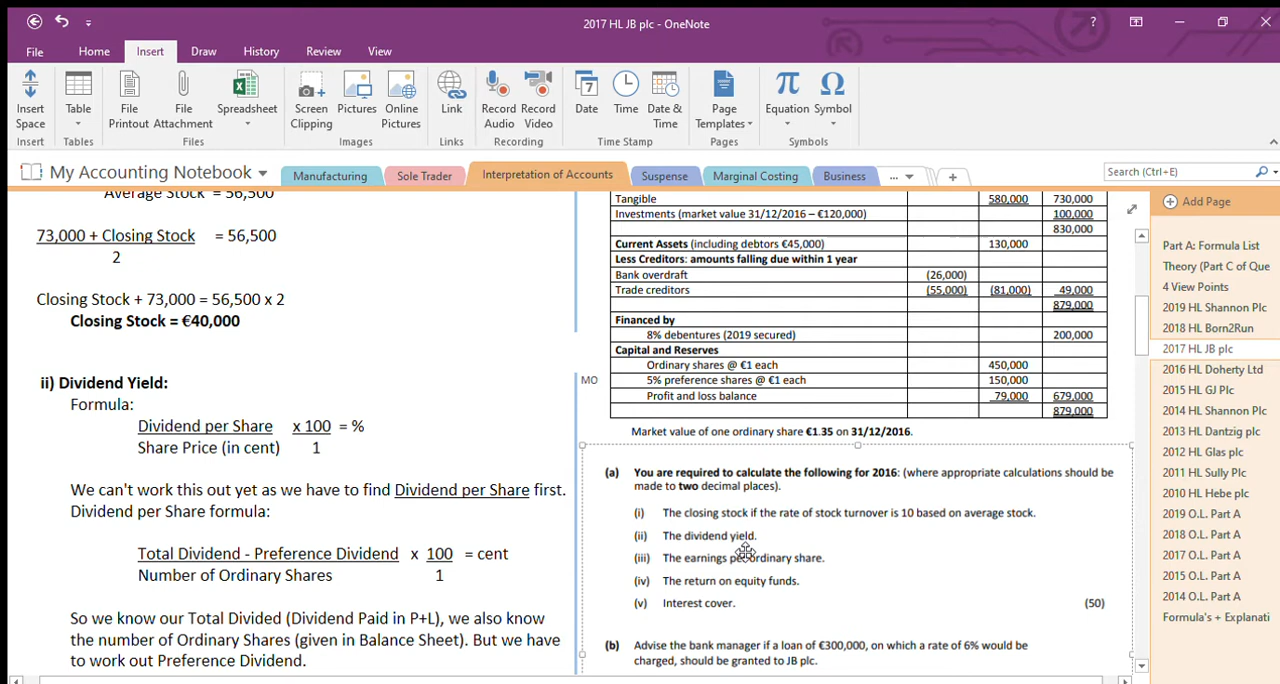 2017 HL JB plc - OneNote
?
File Home Insert Draw History Review View
Insert Space
Table
File Printout
File Attachment
Spreadsheet
Screen Clipping
Pictures
Online Pictures
Link
Record Audio
Record Video
Date
Time
Date & Time
Page Templates
π Equation
Ω Symbol
Insert Tables Files Images Links Recording Time Stamp Pages Symbols
My Accounting Notebook
Manufacturing Sole Trader Interpretation of Accounts Suspense Marginal Costing Business ... +
Search (Ctrl+E)
Average Stock = 56,500
73,000 + Closing Stock = 56,500
2
Closing Stock + 73,000 = 56,500 x 2
Closing Stock = €40,000
ii) Dividend Yield:
Formula:
Dividend per Share x 100 = %
Share Price (in cent) 1
We can't work this out yet as we have to find Dividend per Share first.
Dividend per Share formula:
Total Dividend - Preference Dividend x 100 = cent
Number of Ordinary Shares 1
So we know our Total Divided (Dividend Paid in P+L), we also know
the number of Ordinary Shares (given in Balance Sheet). But we have
to work out Preference Dividend.
MO
Tangible 580,000 730,000
Investments (market value 31/12/2016 – €120,000) 100,000
830,000
Current Assets (including debtors €45,000) 130,000
Less Creditors: amounts falling due within 1 year
Bank overdraft (26,000)
Trade creditors (55,000) (81,000) 49,000
879,000
Financed by
8% debentures (2019 secured) 200,000
Capital and Reserves
Ordinary shares @ €1 each 450,000
5% preference shares @ €1 each 150,000
Profit and loss balance 79,000 679,000
879,000
Market value of one ordinary share €1.35 on 31/12/2016.
(a) You are required to calculate the following for 2016: (where appropriate calculations should be
made to two decimal places).
(i) The closing stock if the rate of stock turnover is 10 based on average stock.
(ii) The dividend yield.
(iii) The earnings per ordinary share.
(iv) The return on equity funds.
(v) Interest cover. (50)
(b) Advise the bank manager if a loan of €300,000, on which a rate of 6% would be
charged, should be granted to JB plc.
Add Page
Part A: Formula List
Theory (Part C of Que
4 View Points
2019 HL Shannon Plc
2018 HL Born2Run
2017 HL JB plc
2016 HL Doherty Ltd
2015 HL GJ Plc
2014 HL Shannon Plc
2013 HL Dantzig plc
2012 HL Glas plc
2011 HL Sully Plc
2010 HL Hebe plc
2019 O.L. Part A
2018 O.L. Part A
2017 O.L. Part A
2015 O.L. Part A
2014 O.L. Part A
Formula's + Explanati